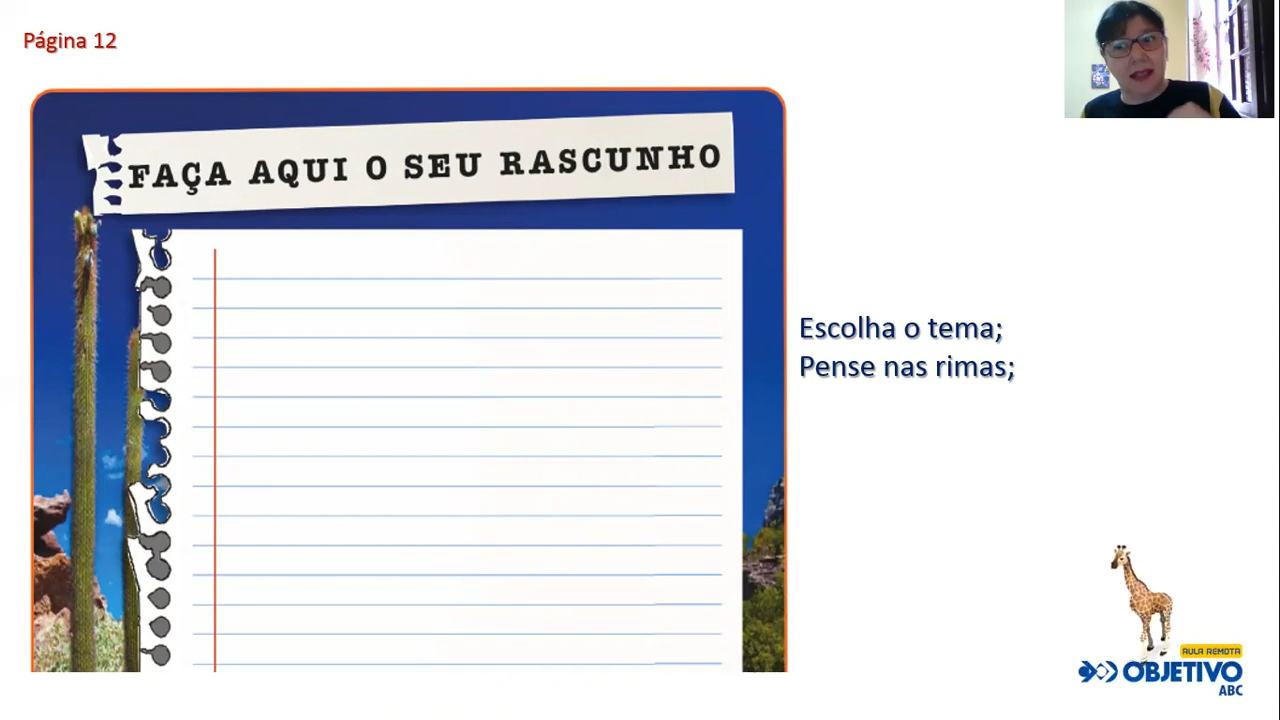 Página 12
FAÇA AQUI O SEU RASCUNHO
Escolha o tema;
Pense nas rimas;
AULA REMOTA
OBJETIVO
ABC